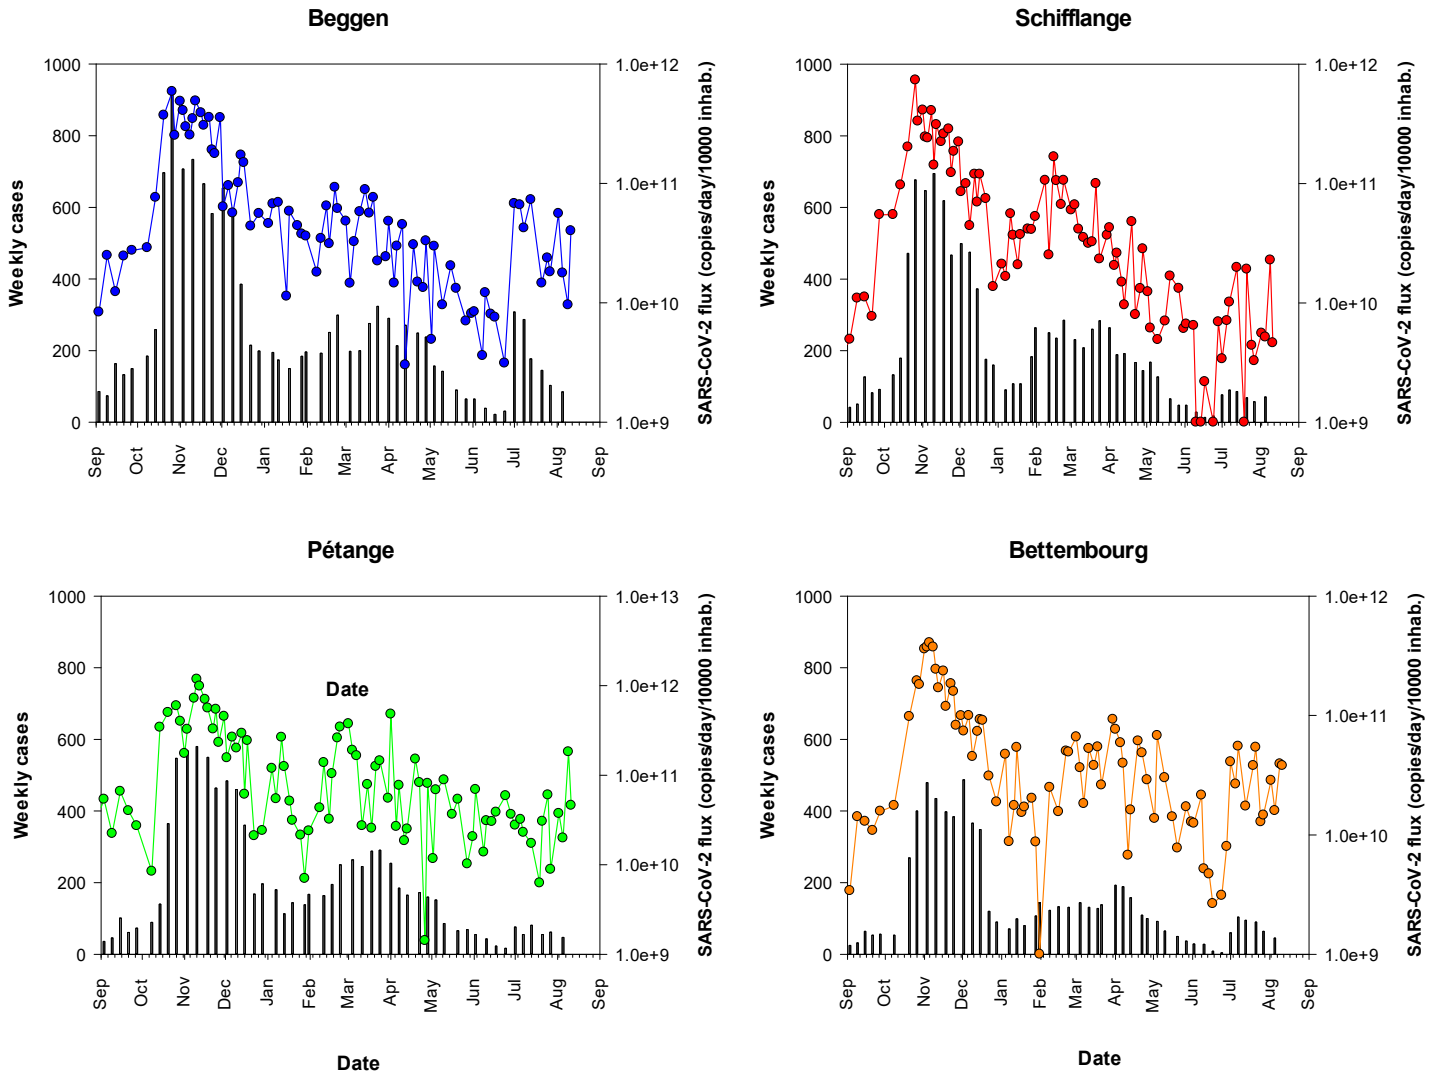 Beggen
Schifflange
1000
800
600
400
200
0
Weekly cases
1.0e+12
1.0e+11
1.0e+10
1.0e+9
SARS-CoV-2 flux (copies/day/10000 inhab.)
Sep Oct Nov Dec Jan Feb Mar Apr May Jun Jul Aug Sep
1000
800
600
400
200
0
Weekly cases
1.0e+12
1.0e+11
1.0e+10
1.0e+9
SARS-CoV-2 flux (copies/day/10000 inhab.)
Sep Oct Nov Dec Jan Feb Mar Apr May Jun Jul Aug Sep
Pétange
Bettembourg
1000
800
600
400
200
0
Weekly cases
Date
1.0e+13
1.0e+12
1.0e+11
1.0e+10
1.0e+9
SARS-CoV-2 flux (copies/day/10000 inhab.)
Sep Oct Nov Dec Jan Feb Mar Apr May Jun Jul Aug Sep
Date
1000
800
600
400
200
0
Weekly cases
1.0e+12
1.0e+11
1.0e+10
1.0e+9
SARS-CoV-2 flux (copies/day/10000 inhab.)
Sep Oct Nov Dec Jan Feb Mar Apr May Jun Jul Aug Sep
Date